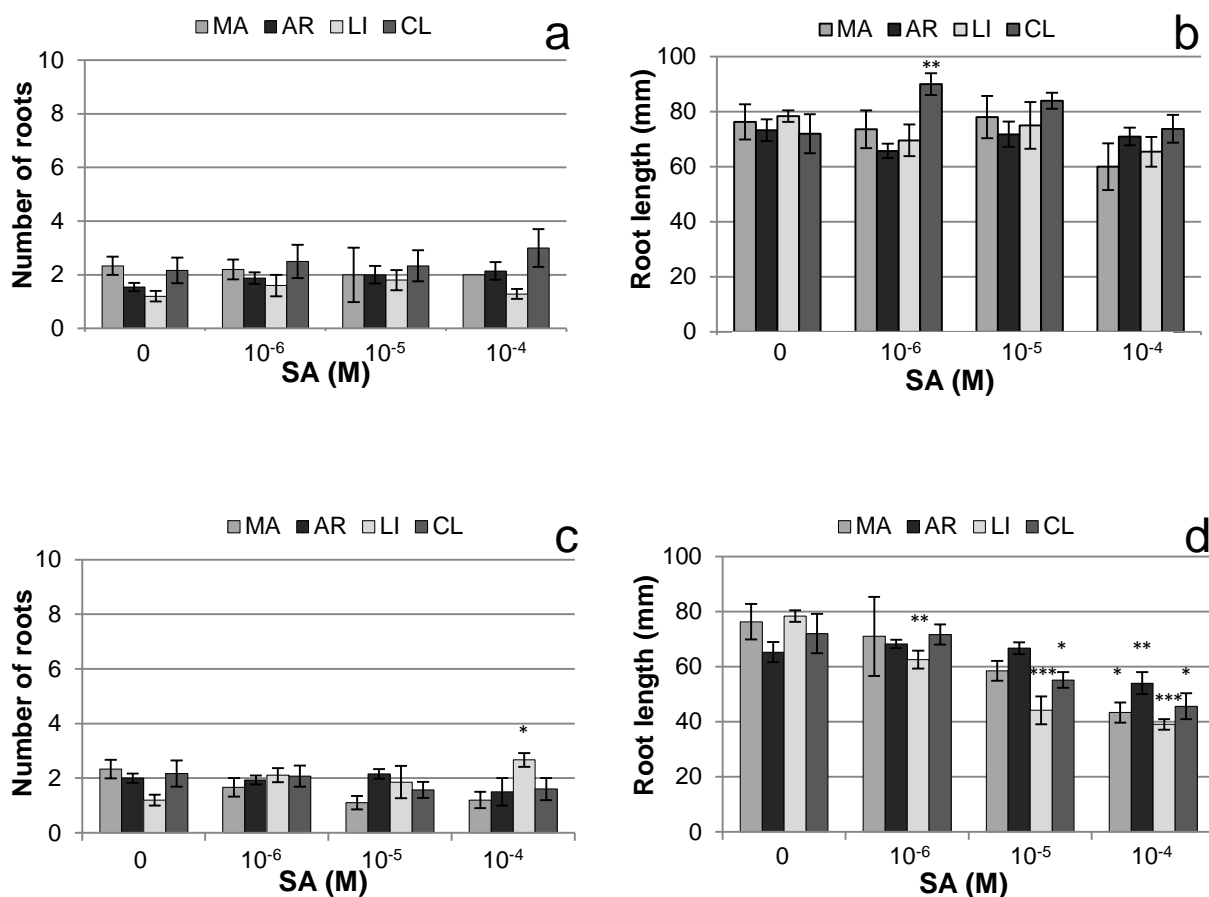 MA AR LI CL
a
10
8
6
4
2
0
Number of roots
0 10⁻⁶ 10⁻⁵ 10⁻⁴
SA (M)
MA AR LI CL
b
100
80
60
40
20
0
Root length (mm)
**
0 10⁻⁶ 10⁻⁵ 10⁻⁴
SA (M)
MA AR LI CL
c
10
8
6
4
2
0
Number of roots
*
0 10⁻⁶ 10⁻⁵ 10⁻⁴
SA (M)
MA AR LI CL
d
100
80
60
40
20
0
Root length (mm)
** *** * * ** *** *
0 10⁻⁶ 10⁻⁵ 10⁻⁴
SA (M)